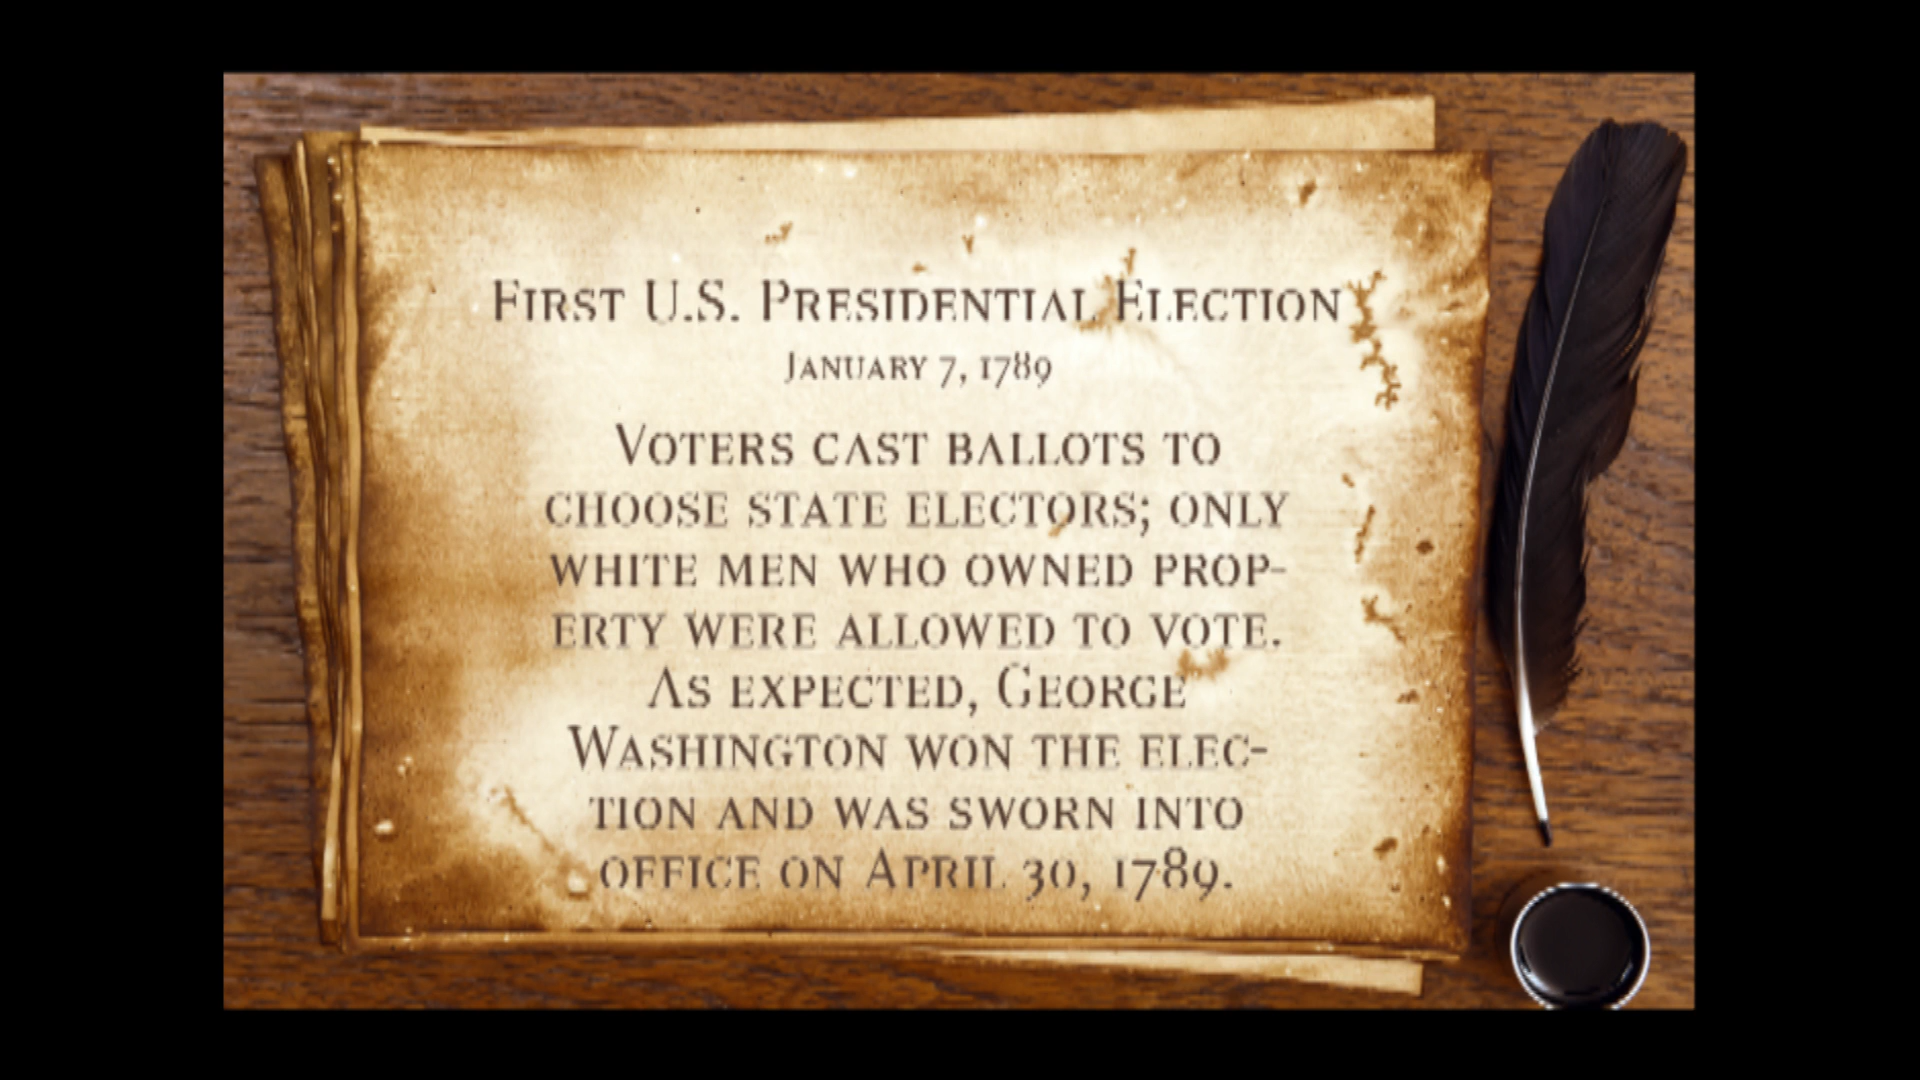 First U.S. Presidential Election
January 7, 1789
Voters cast ballots to
choose state electors; only
white men who owned prop-
erty were allowed to vote.
As expected, George
Washington won the elec-
tion and was sworn into
office on April 30, 1789.